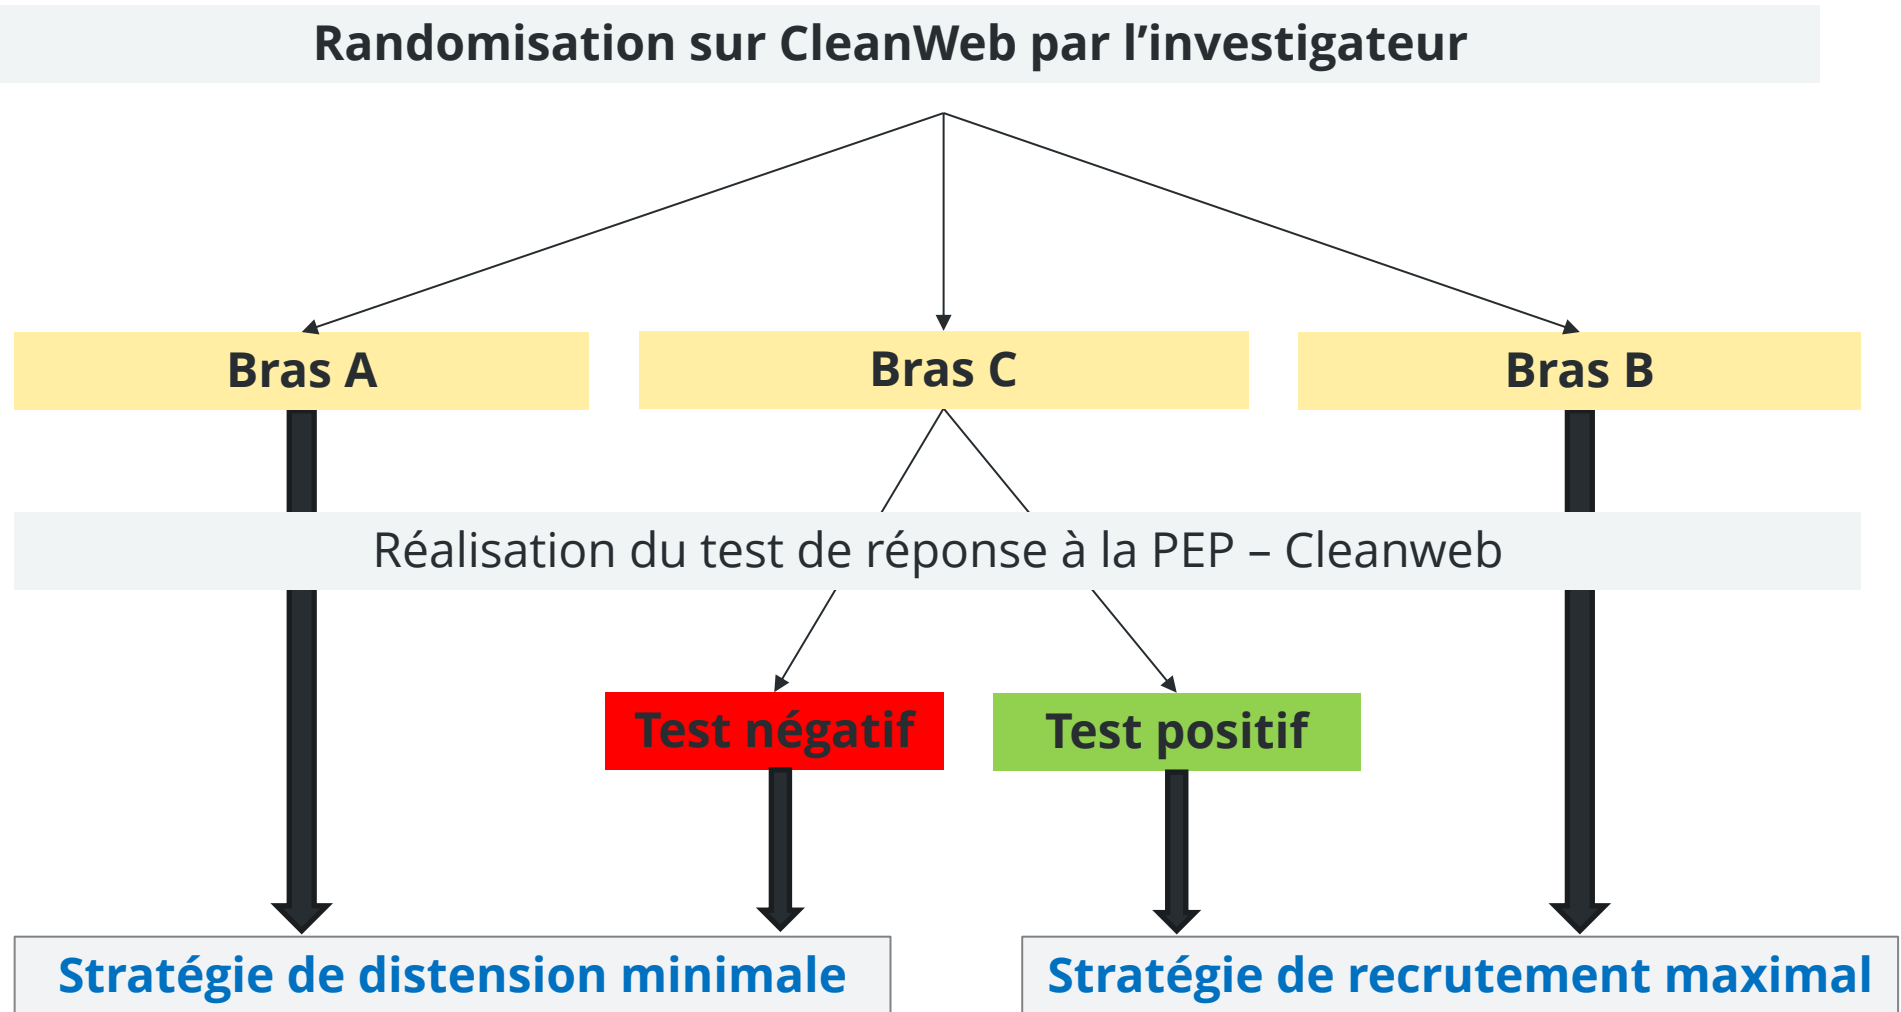 Randomisation sur CleanWeb par l’investigateur
Bras A
Bras C
Bras B
Réalisation du test de réponse à la PEP – Cleanweb
Test négatif
Test positif
Stratégie de distension minimale
Stratégie de recrutement maximal